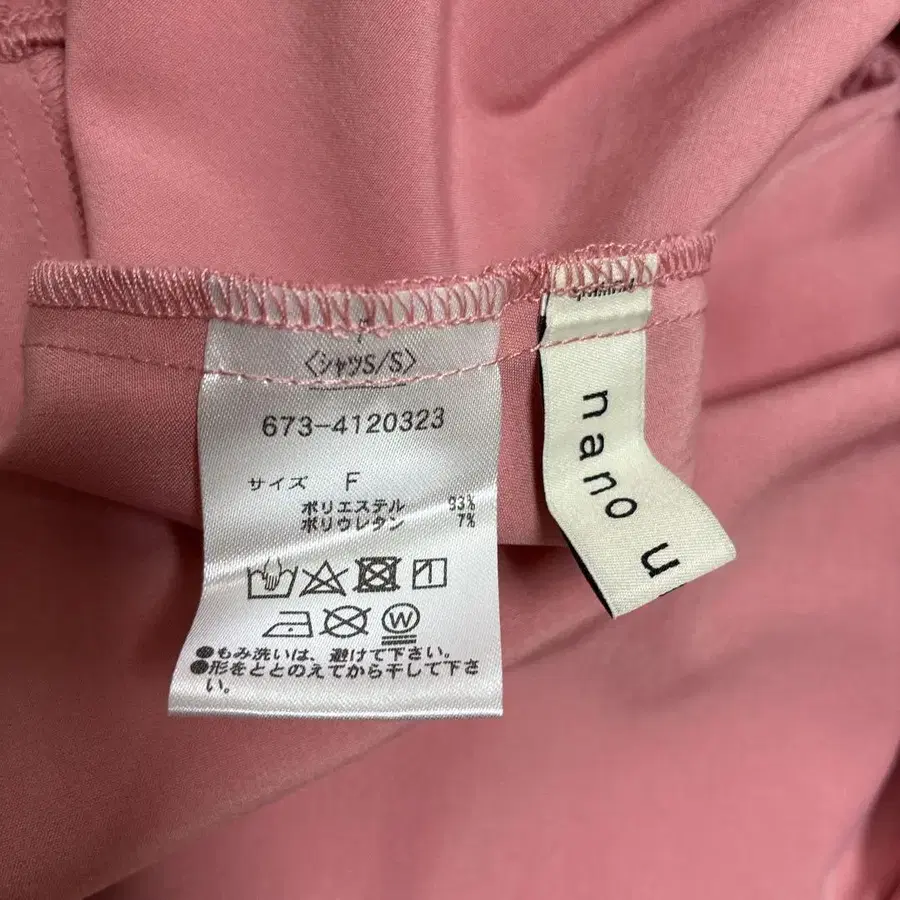 〈シャツS/S〉
673-4120323
サイズ F
ポリエステル 93%
ポリウレタン 7%
W
●もみ洗いは、避けて下さい。
●形をととのえてから干して下さ
い。
nano u